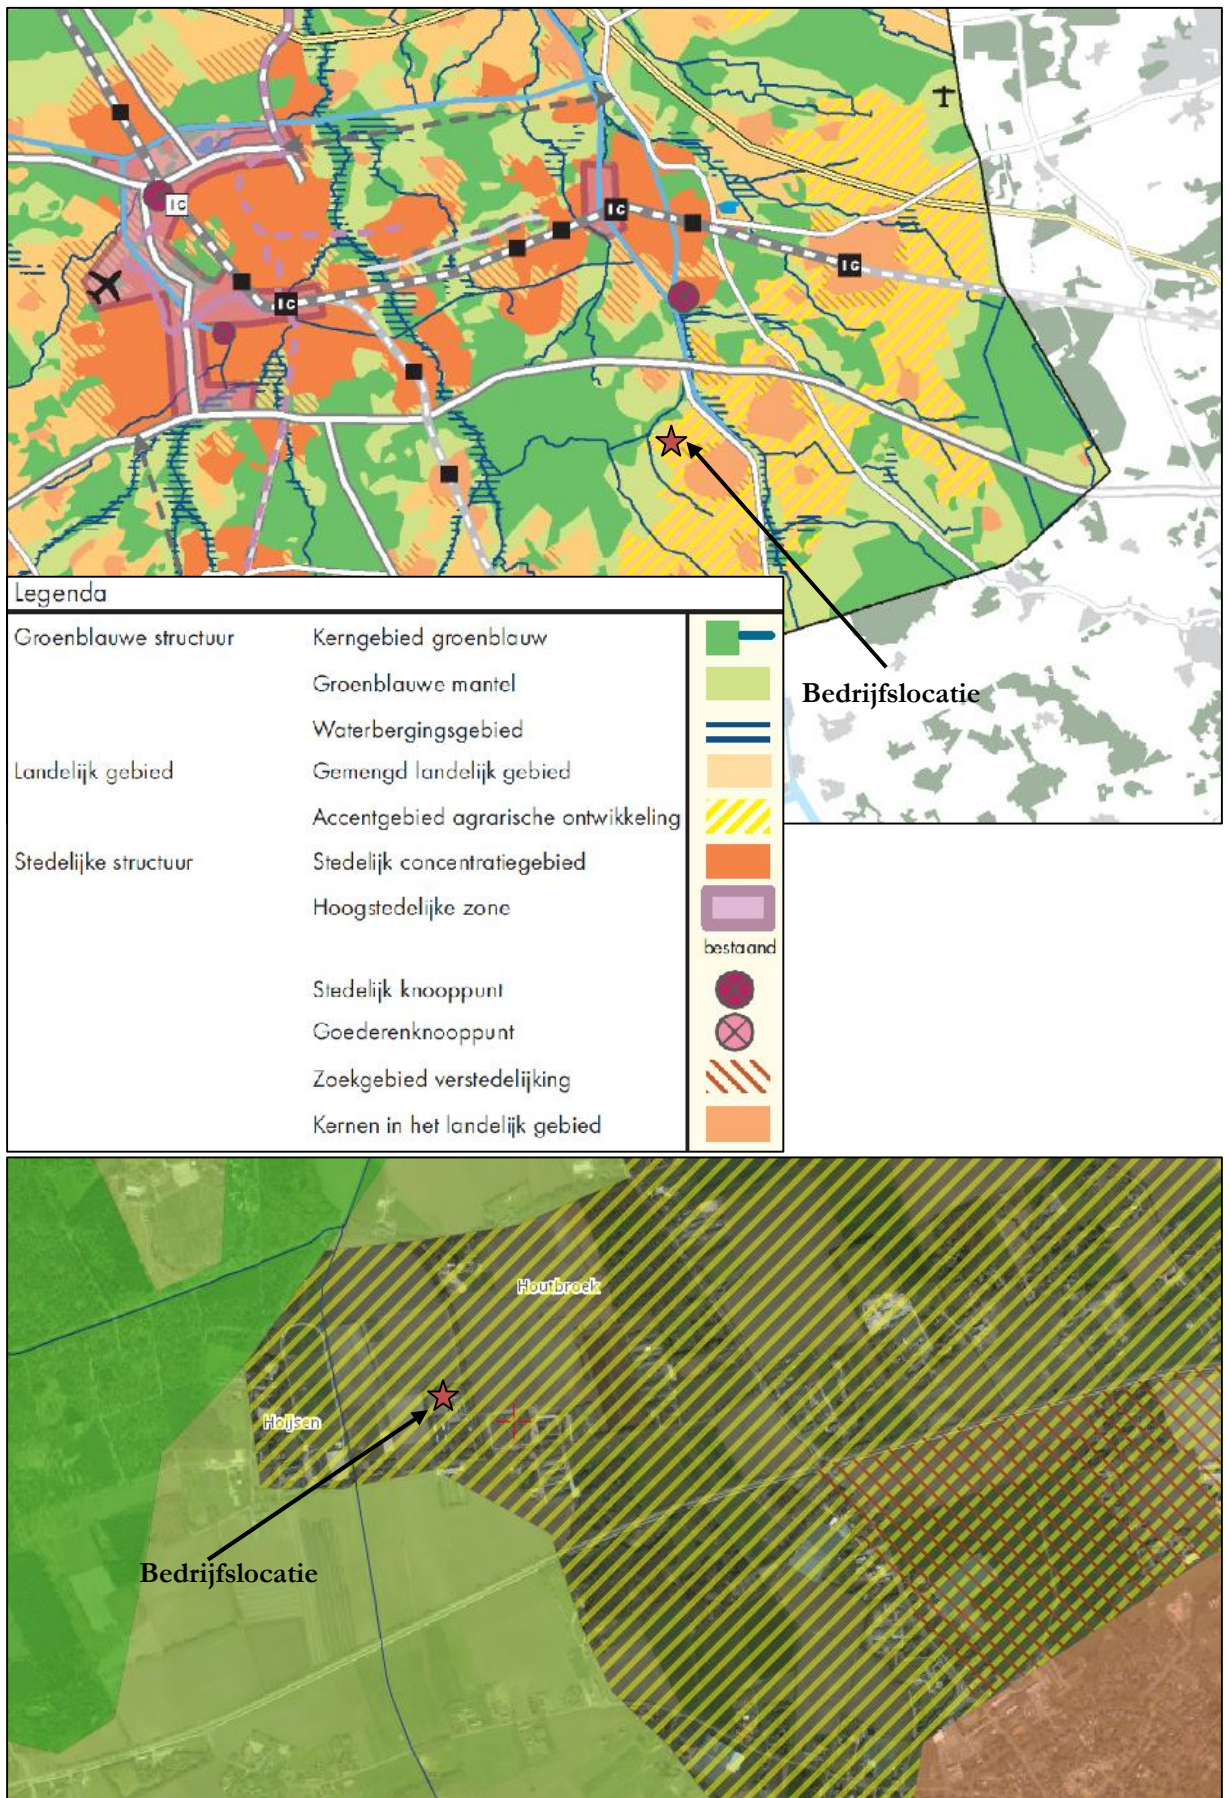 IC
IC
IC
IC
Bedrijfslocatie
Legenda
Groenblauwe structuur Kerngebied groenblauw
Groenblauwe mantel
Waterbergingsgebied
Landelijk gebied Gemengd landelijk gebied
Accentgebied agrarische ontwikkeling
Stedelijke structuur Stedelijk concentratiegebied
Hoogstedelijke zone
bestaand
Stedelijk knooppunt
Goederenknooppunt
Zoekgebied verstedelijking
Kernen in het landelijk gebied
Houtbroek
Hoijsen
Bedrijfslocatie